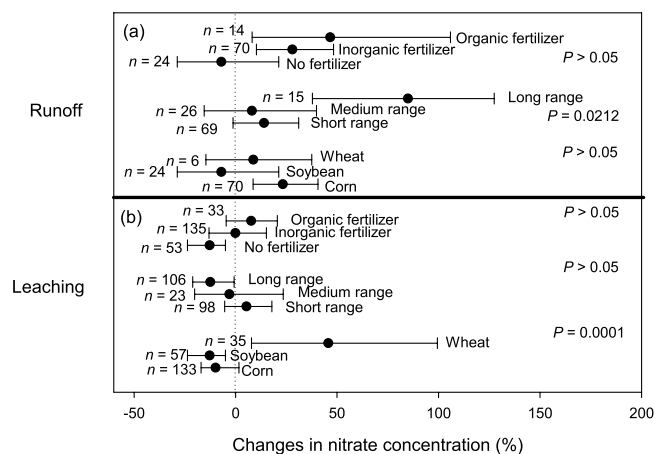 (a)
n = 14 Organic fertilizer
n = 70 Inorganic fertilizer
n = 24 No fertilizer P > 0.05
n = 15 Long range
n = 26 Medium range P = 0.0212
n = 69 Short range
Runoff
n = 6 Wheat P > 0.05
n = 24 Soybean
n = 70 Corn
(b)
n = 33 Organic fertilizer P > 0.05
n = 135 Inorganic fertilizer
n = 53 No fertilizer
n = 106 Long range P > 0.05
n = 23 Medium range
n = 98 Short range
Leaching
n = 35 Wheat P = 0.0001
n = 57 Soybean
n = 133 Corn
-50 0 50 100 150 200
Changes in nitrate concentration (%)